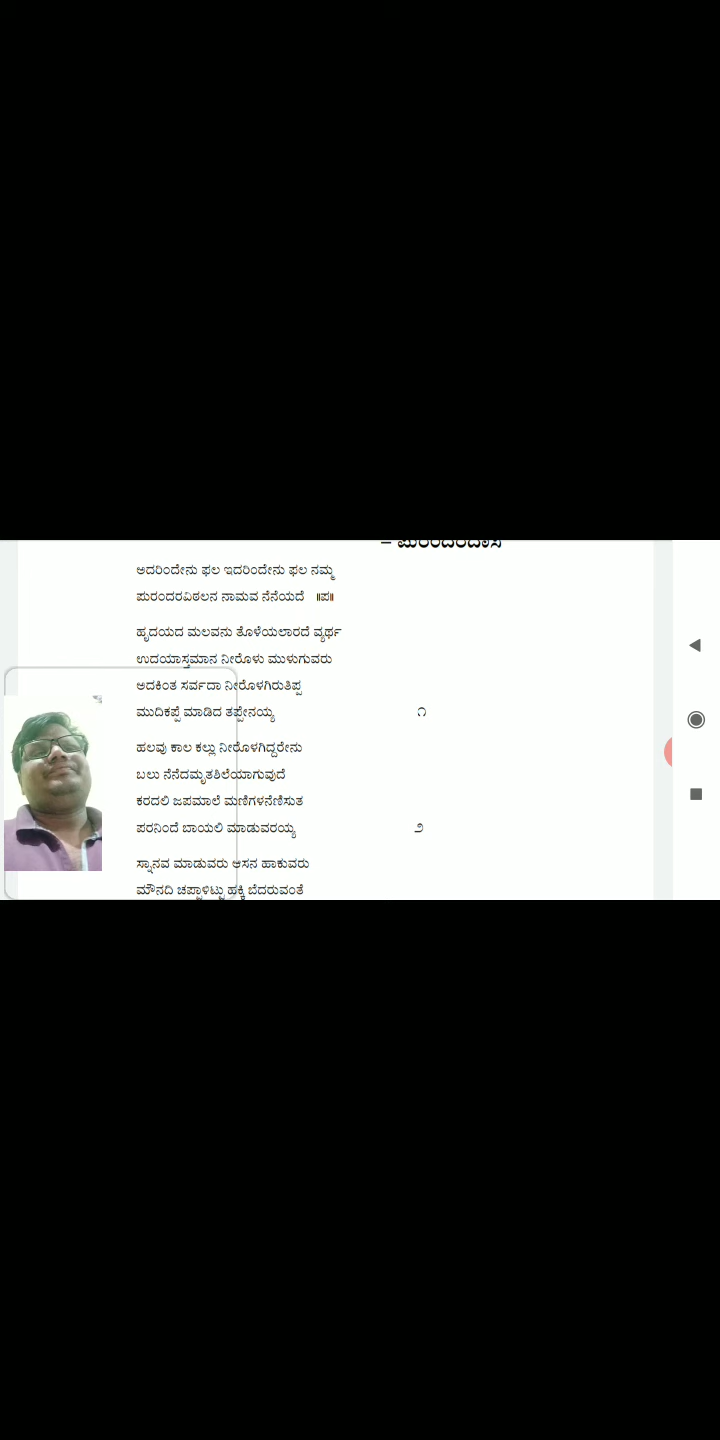 – ಪುರಂದರದಾಸ
ಅದರಿಂದೇನು ಫಲ ಇದರಿಂದೇನು ಫಲ ನಮ್ಮ
ಪುರಂದರವಿಠಲನ ನಾಮವ ನೆನೆಯದೆ ॥ಪ॥
ಹೃದಯದ ಮಲವನು ತೊಳೆಯಲಾರದೆ ವ್ಯರ್ಥ
ಉದಯಾಸ್ತಮಾನ ನೀರೊಳು ಮುಳುಗುವರು
ಅದಕಿಂತ ಸರ್ವದಾ ನೀರೊಳಗಿರುತಿಪ್ಪ
ಮುದಿಕಪ್ಪೆ ಮಾಡಿದ ತಪ್ಪೇನಯ್ಯ ೧
ಹಲವು ಕಾಲ ಕಲ್ಲು ನೀರೊಳಗಿದ್ದರೇನು
ಬಲು ನೆನೆದಮೃತಶಿಲೆಯಾಗುವುದೆ
ಕರದಲಿ ಜಪಮಾಲೆ ಮಣಿಗಳನೆಣಿಸುತ
ಪರನಿಂದೆ ಬಾಯಲಿ ಮಾಡುವರಯ್ಯ ೨
ಸ್ನಾನವ ಮಾಡುವರು ಆಸನ ಹಾಕುವರು
ಮೌನದಿ ಚಪ್ಪಾಳಿಟ್ಟು ಹಕ್ಕಿ ಬೆದರುವಂತೆ